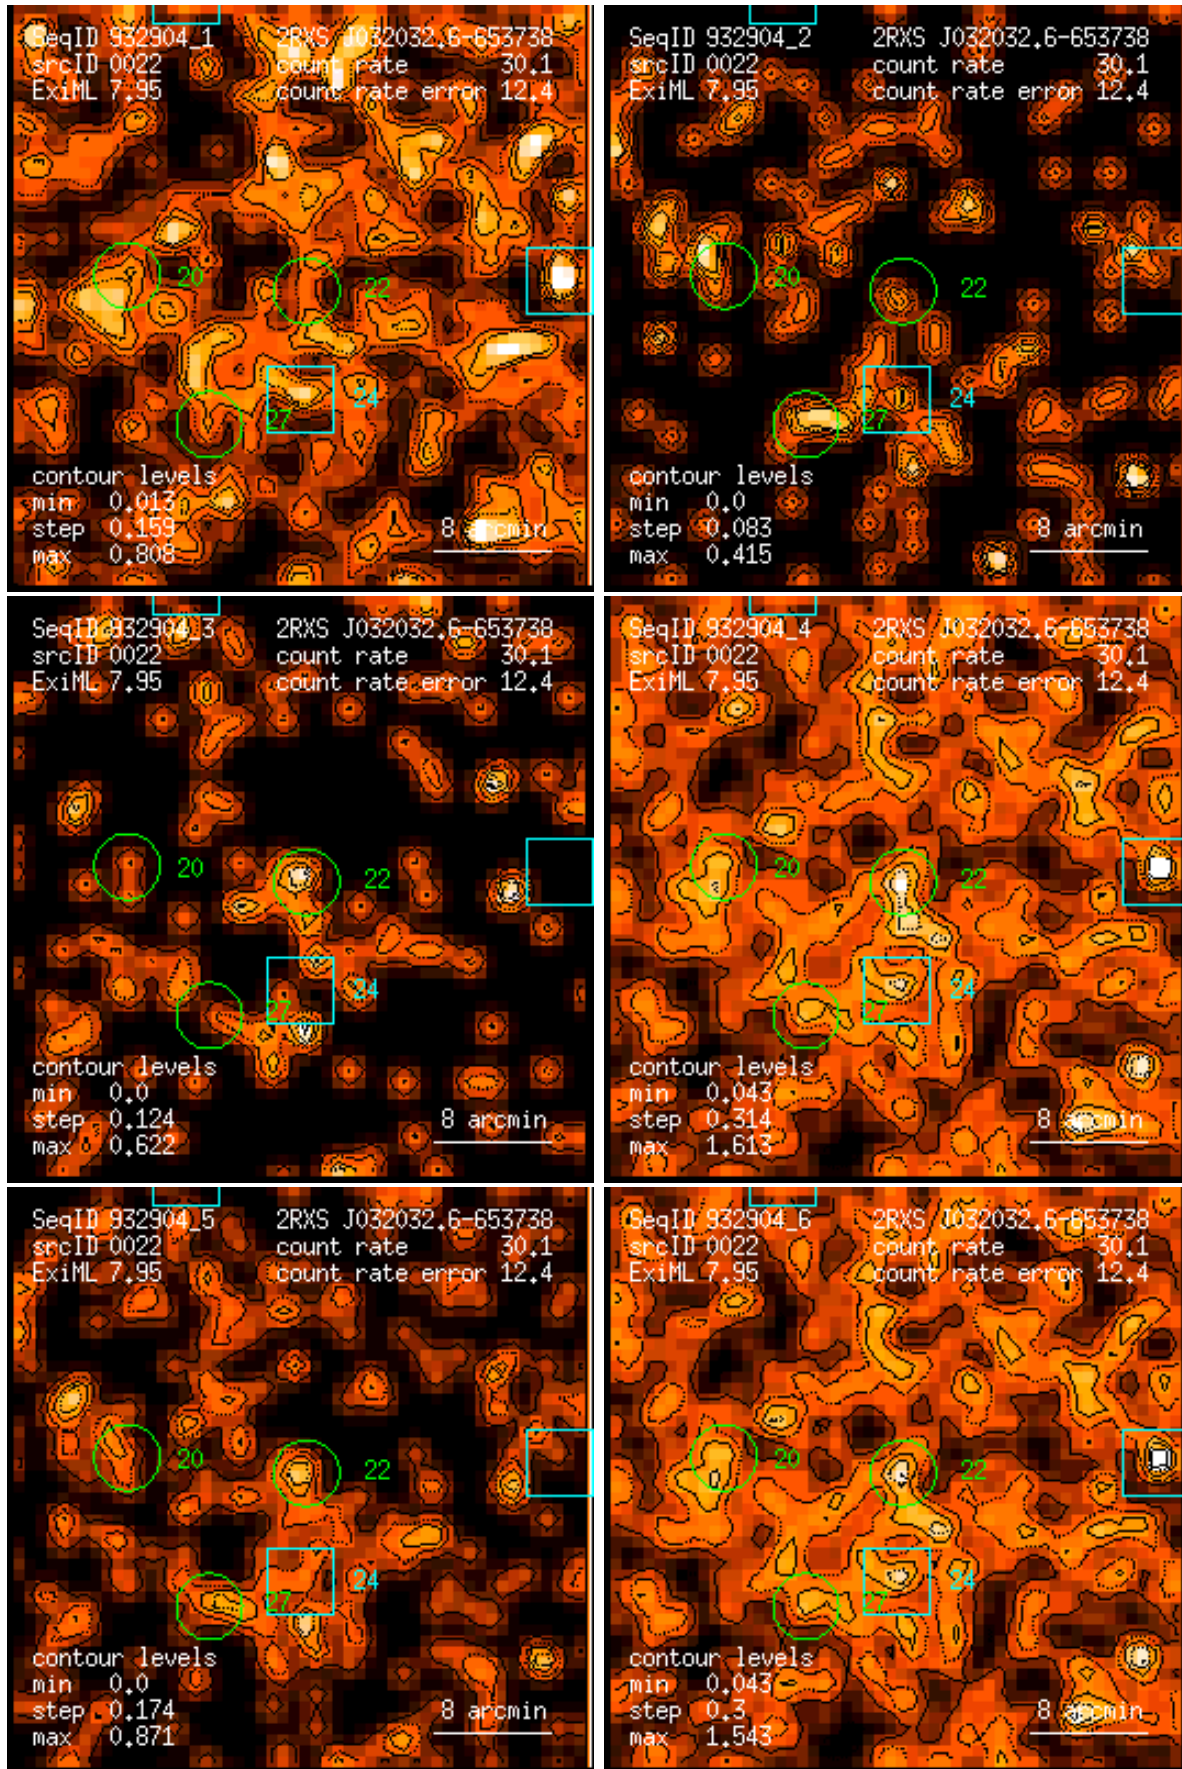 SeqID 932904_1 2RXS J032032.6-653738
srcID 0022 count rate 30.1
ExiML 7.95 count rate error 12.4
20
22
24
27
contour levels
min 0.013
step 0.159 8 arcmin
max 0.808
SeqID 932904_2 2RXS J032032.6-653738
srcID 0022 count rate 30.1
ExiML 7.95 count rate error 12.4
20
22
24
27
contour levels
min 0.0
step 0.083 8 arcmin
max 0.415
SeqID 932904_3 2RXS J032032.6-653738
srcID 0022 count rate 30.1
ExiML 7.95 count rate error 12.4
20
22
24
27
contour levels
min 0.0
step 0.124 8 arcmin
max 0.622
SeqID 932904_4 2RXS J032032.6-653738
srcID 0022 count rate 30.1
ExiML 7.95 count rate error 12.4
20
22
24
27
contour levels
min 0.043
step 0.314 8 arcmin
max 1.613
SeqID 932904_5 2RXS J032032.6-653738
srcID 0022 count rate 30.1
ExiML 7.95 count rate error 12.4
20
22
24
27
contour levels
min 0.0
step 0.174 8 arcmin
max 0.871
SeqID 932904_6 2RXS J032032.6-653738
srcID 0022 count rate 30.1
ExiML 7.95 count rate error 12.4
20
22
24
27
contour levels
min 0.043
step 0.3 8 arcmin
max 1.543